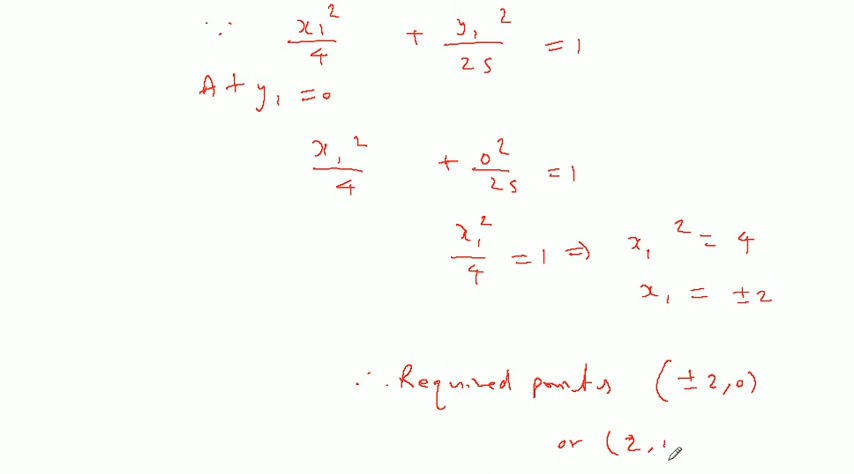 ∵ x₁²/4 + y₁²/25 = 1
At y₁ = 0
x₁²/4 + 0²/25 = 1
x₁²/4 = 1 ⇒ x₁² = 4
x₁ = ±2
∴ Required points (±2, 0)
or (2,